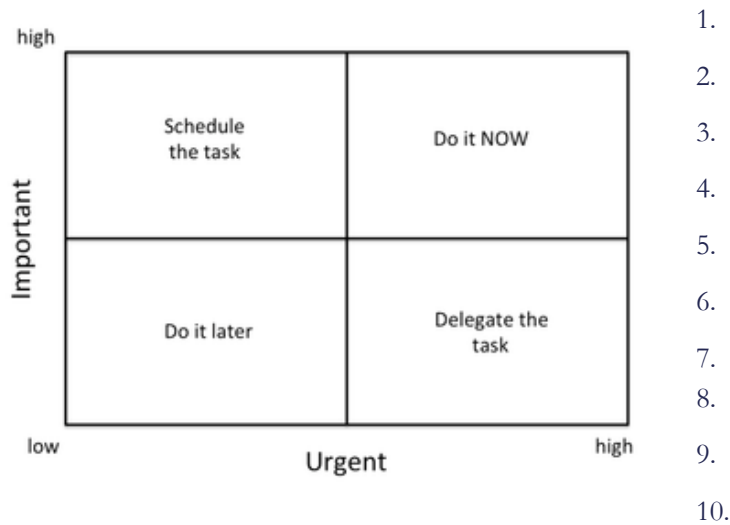 high
Important
Schedule
the task
Do it NOW
Do it later
Delegate the
task
low
high
Urgent
1.
2.
3.
4.
5.
6.
7.
8.
9.
10.